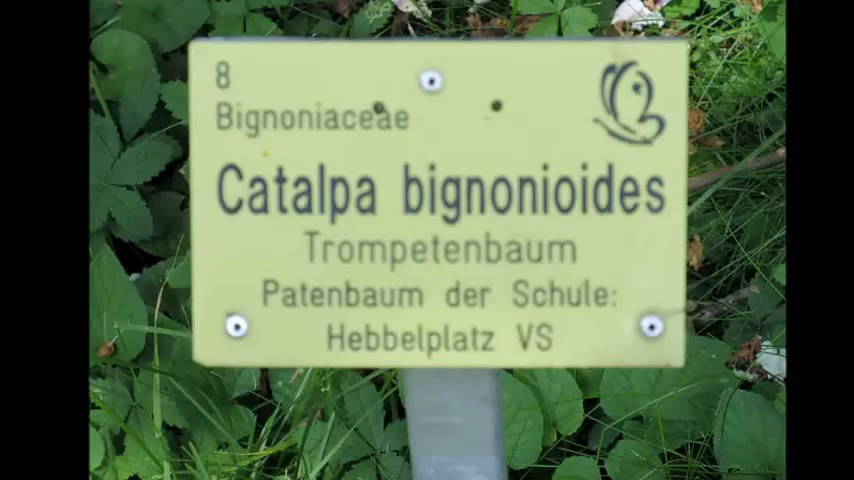 8
Bignoniaceae
Catalpa bignonioides
Trompetenbaum
Patenbaum der Schule:
Hebbelplatz VS